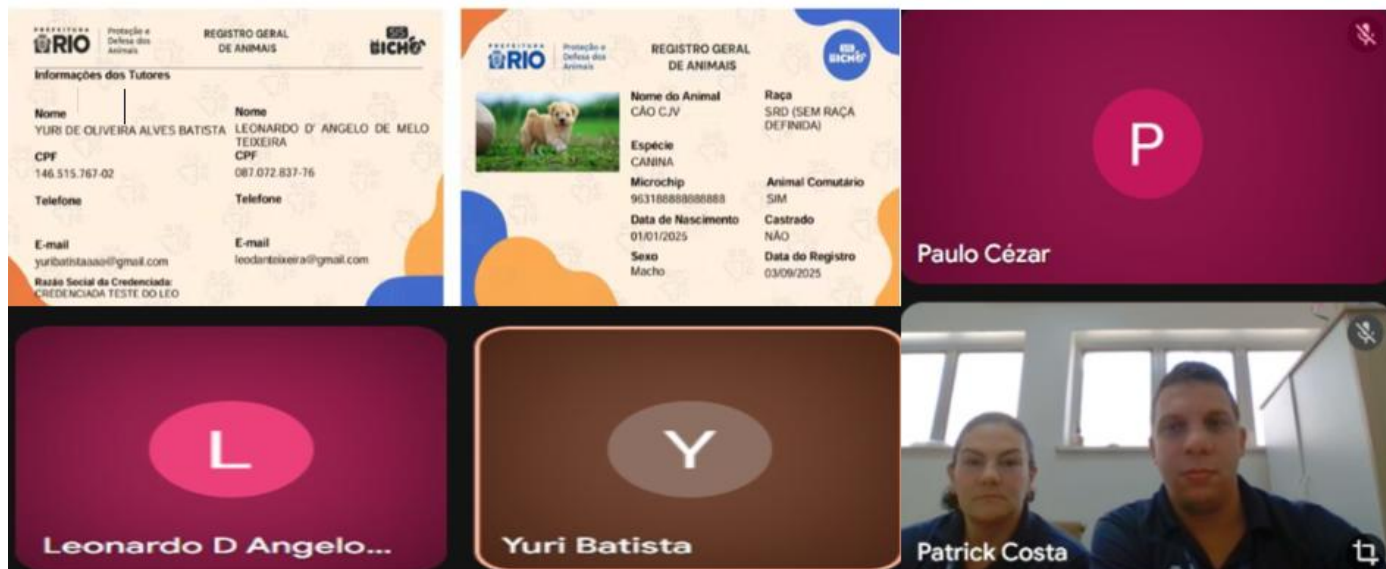 PREFEITURA
RIO
Proteção e
Defesa dos
Animais
REGISTRO GERAL
DE ANIMAIS
SIS
BICHO
Informações dos Tutores
Nome
YURI DE OLIVEIRA ALVES BATISTA
CPF
146.515.767-02
Telefone
E-mail
yuribatistaaaa@gmail.com
Razão Social da Credenciada:
CREDENCIADA TESTE DO LEO
Nome
LEONARDO D' ANGELO DE MELO
TEIXEIRA
CPF
087.072.837-76
Telefone
E-mail
leodanteixeira@gmail.com
PREFEITURA
RIO
Proteção e
Defesa dos
Animais
REGISTRO GERAL
DE ANIMAIS
SIS
BICHO
Nome do Animal
CÃO CJV
Raça
SRD (SEM RAÇA
DEFINIDA)
Espécie
CANINA
Microchip
963188888888888
Animal Comutário
SIM
Data de Nascimento
01/01/2025
Castrado
NÃO
Sexo
Macho
Data do Registro
03/09/2025
P
Paulo Cézar
L
Leonardo D Angelo...
Y
Yuri Batista
Patrick Costa